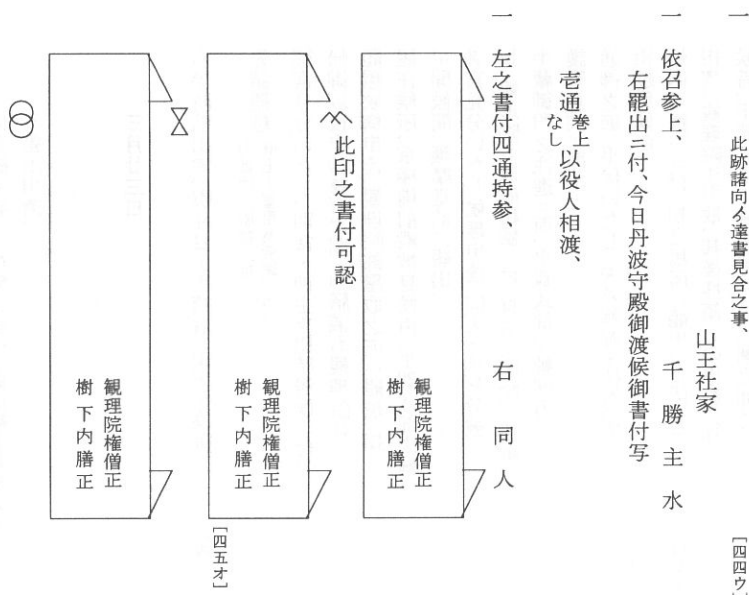 一
此跡諸向ゟ達書見合之事、
[四四ウ]
山王社家
一 依召参上、 千勝主水
右罷出ニ付、今日丹波守殿御渡候御書付写
壱通 巻上なし 以役人相渡、
一 左之書付四通持参、 右同人
観理院権僧正
樹下内膳正
此印之書付可認
観理院権僧正
樹下内膳正
[四五オ]
観理院権僧正
樹下内膳正